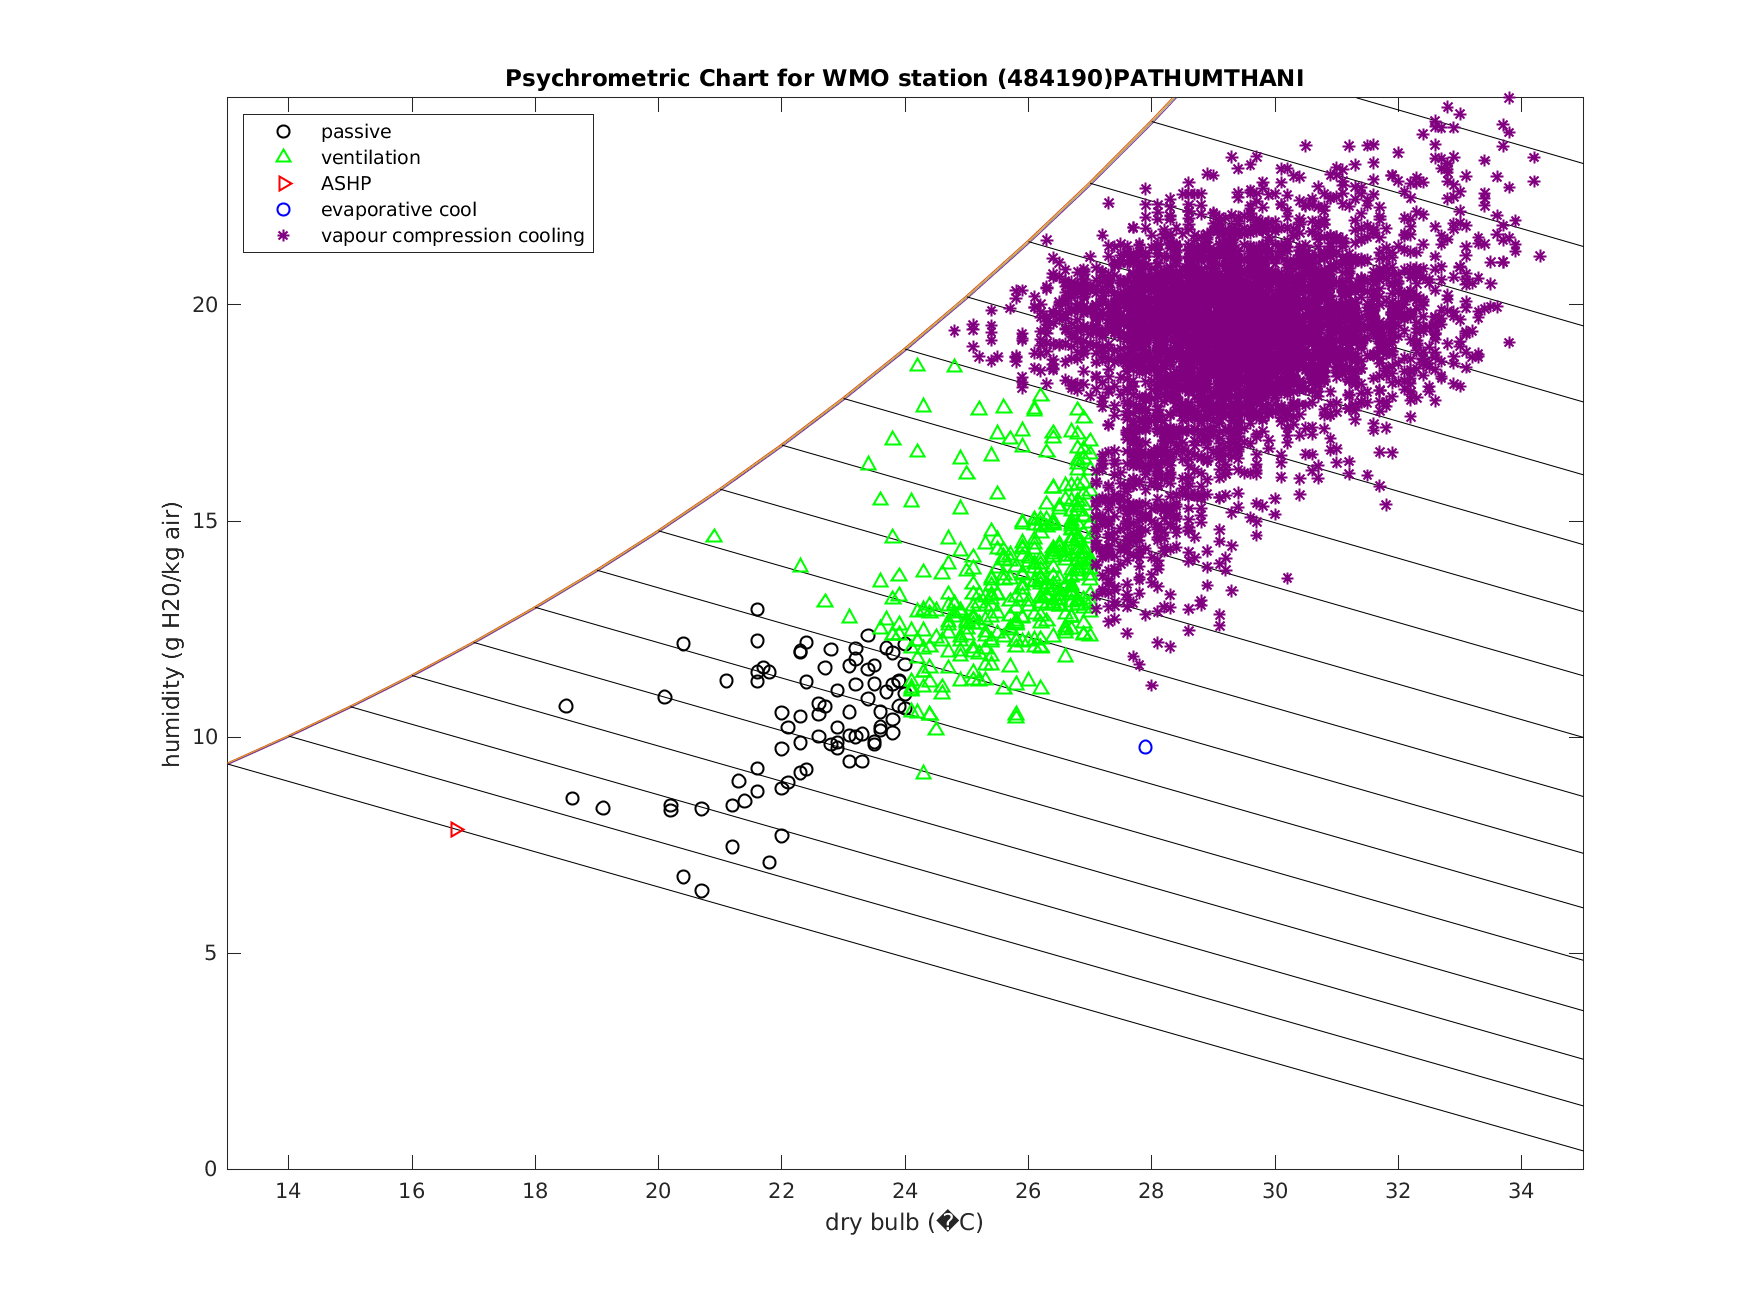 Psychrometric Chart for WMO station (484190)PATHUMTHANI
passive
ventilation
ASHP
evaporative cool
vapour compression cooling
humidity (g H20/kg air)
20
15
10
5
0
14 16 18 20 22 24 26 28 30 32 34
dry bulb (�C)